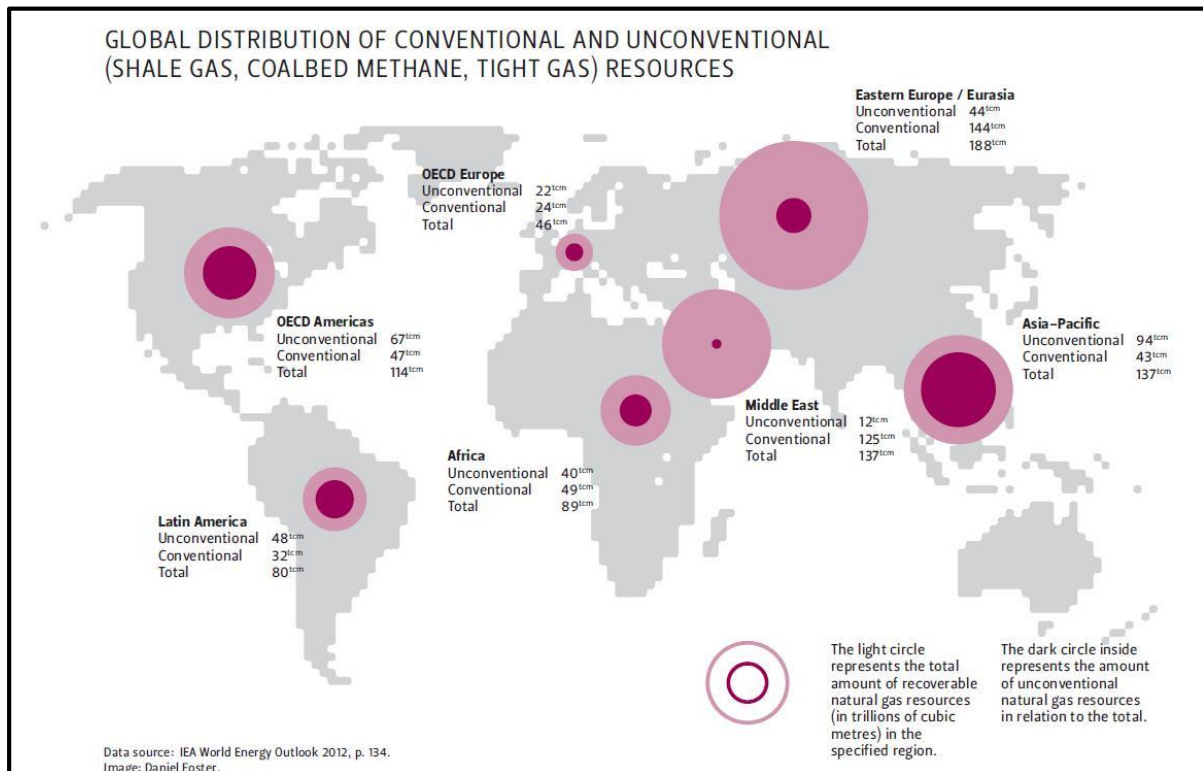 GLOBAL DISTRIBUTION OF CONVENTIONAL AND UNCONVENTIONAL
(SHALE GAS, COALBED METHANE, TIGHT GAS) RESOURCES
Eastern Europe / Eurasia
Unconventional 44tcm
Conventional 144tcm
Total 188tcm
OECD Europe
Unconventional 22tcm
Conventional 24tcm
Total 46tcm
OECD Americas
Unconventional 67tcm
Conventional 47tcm
Total 114tcm
Asia–Pacific
Unconventional 94tcm
Conventional 43tcm
Total 137tcm
Middle East
Unconventional 12tcm
Conventional 125tcm
Total 137tcm
Africa
Unconventional 40tcm
Conventional 49tcm
Total 89tcm
Latin America
Unconventional 48tcm
Conventional 32tcm
Total 80tcm
The light circle
represents the total
amount of recoverable
natural gas resources
(in trillions of cubic
metres) in the
specified region.
The dark circle inside
represents the amount
of unconventional
natural gas resources
in relation to the total.
Data source: IEA World Energy Outlook 2012, p. 134.
Image: Daniel Foster.